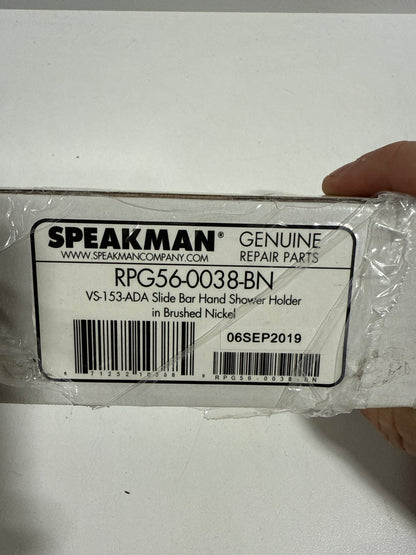 SPEAKMAN® GENUINE
WWW.SPEAKMANCOMPANY.COM REPAIR PARTS
RPG56-0038-BN
VS-153-ADA Slide Bar Hand Shower Holder
in Brushed Nickel
06SEP2019
RPG56-0038-BN